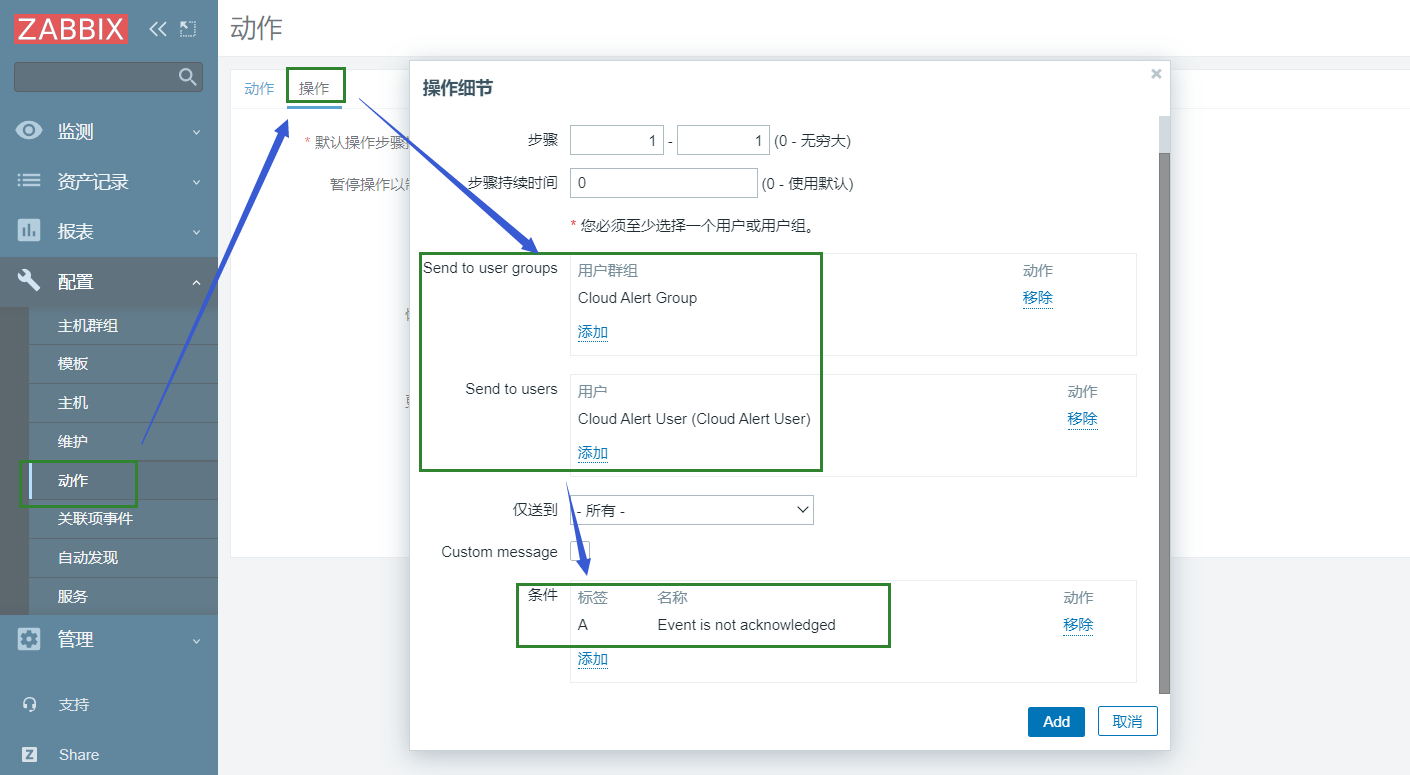 ZABBIX
监测
资产记录
报表
配置
主机群组
模板
主机
维护
动作
关联项事件
自动发现
服务
管理
支持
Z Share
动作
动作 操作
* 默认操作步骤
暂停操作以
操作细节
步骤 1 - 1 (0 - 无穷大)
步骤持续时间 0 (0 - 使用默认)
* 您必须至少选择一个用户或用户组。
Send to user groups 用户群组 动作
Cloud Alert Group 移除
添加
Send to users 用户 动作
Cloud Alert User (Cloud Alert User) 移除
添加
仅送到 - 所有 -
Custom message
条件 标签 名称 动作
A Event is not acknowledged 移除
添加
Add 取消